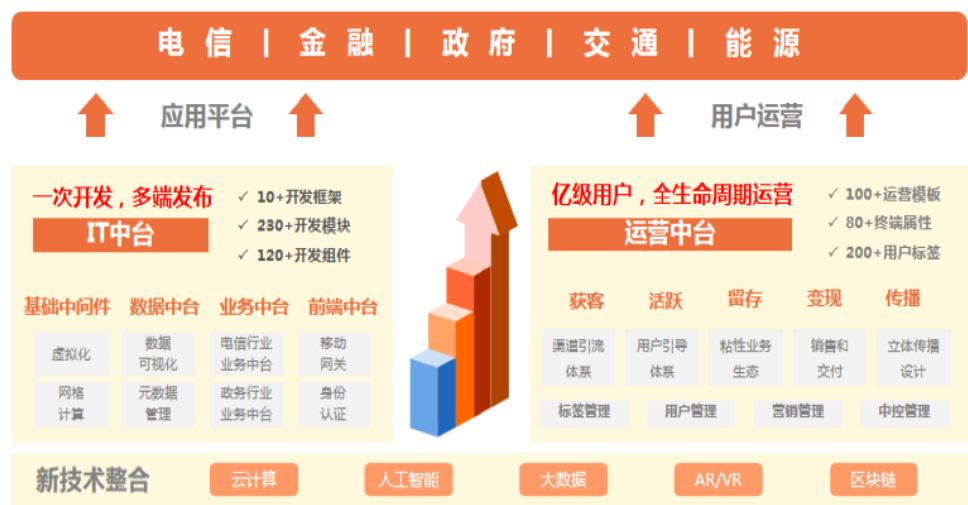 电信 | 金融 | 政府 | 交通 | 能源
应用平台
用户运营
一次开发，多端发布
IT中台
✓ 10+开发框架
✓ 230+开发模块
✓ 120+开发组件
基础中间件 数据中台 业务中台 前端中台
虚拟化
数据
可视化
电信行业
业务中台
移动
网关
网格
计算
元数据
管理
政务行业
业务中台
身份
认证
亿级用户，全生命周期运营
运营中台
✓ 100+运营模板
✓ 80+终端属性
✓ 200+用户标签
获客 活跃 留存 变现 传播
渠道引流
体系
用户引导
体系
粘性业务
生态
销售和
交付
立体传播
设计
标签管理 用户管理 营销管理 中控管理
新技术整合 云计算 人工智能 大数据 AR/VR 区块链